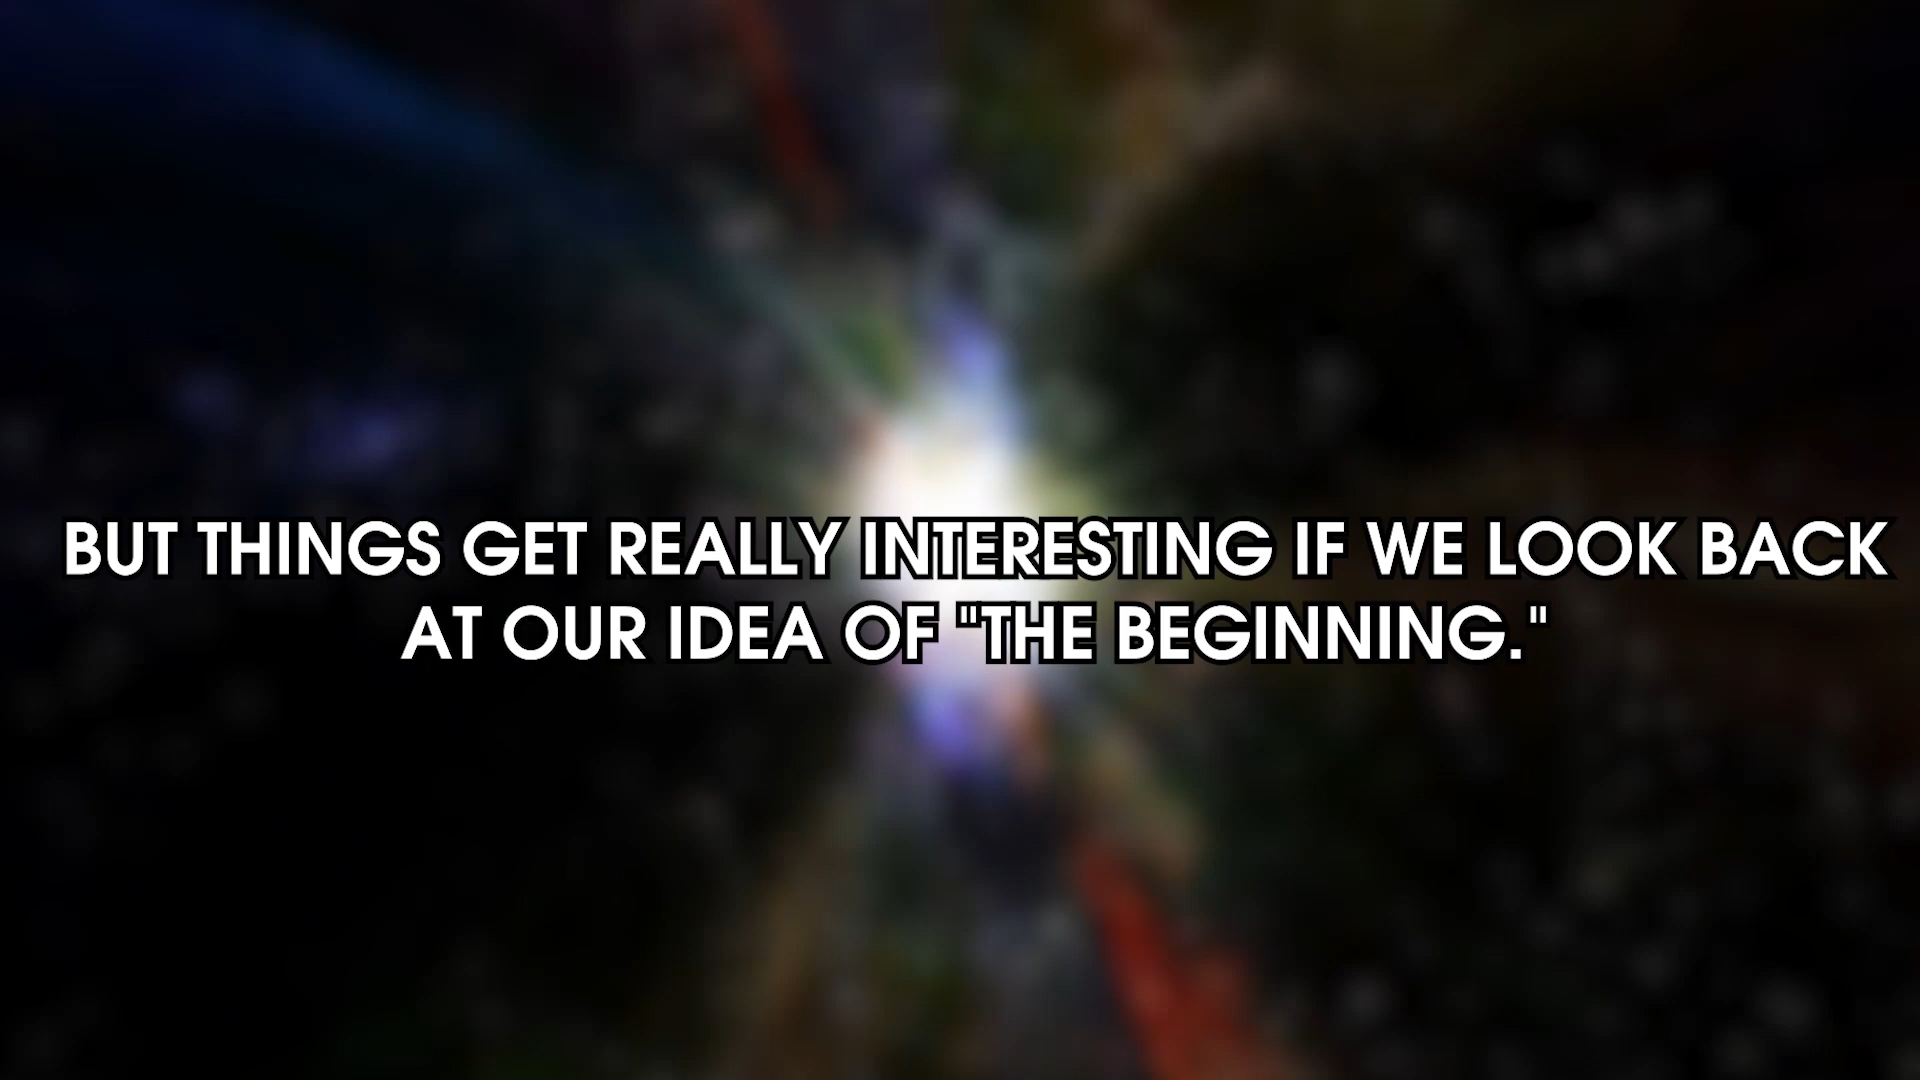 BUT THINGS GET REALLY INTERESTING IF WE LOOK BACK
AT OUR IDEA OF "THE BEGINNING."